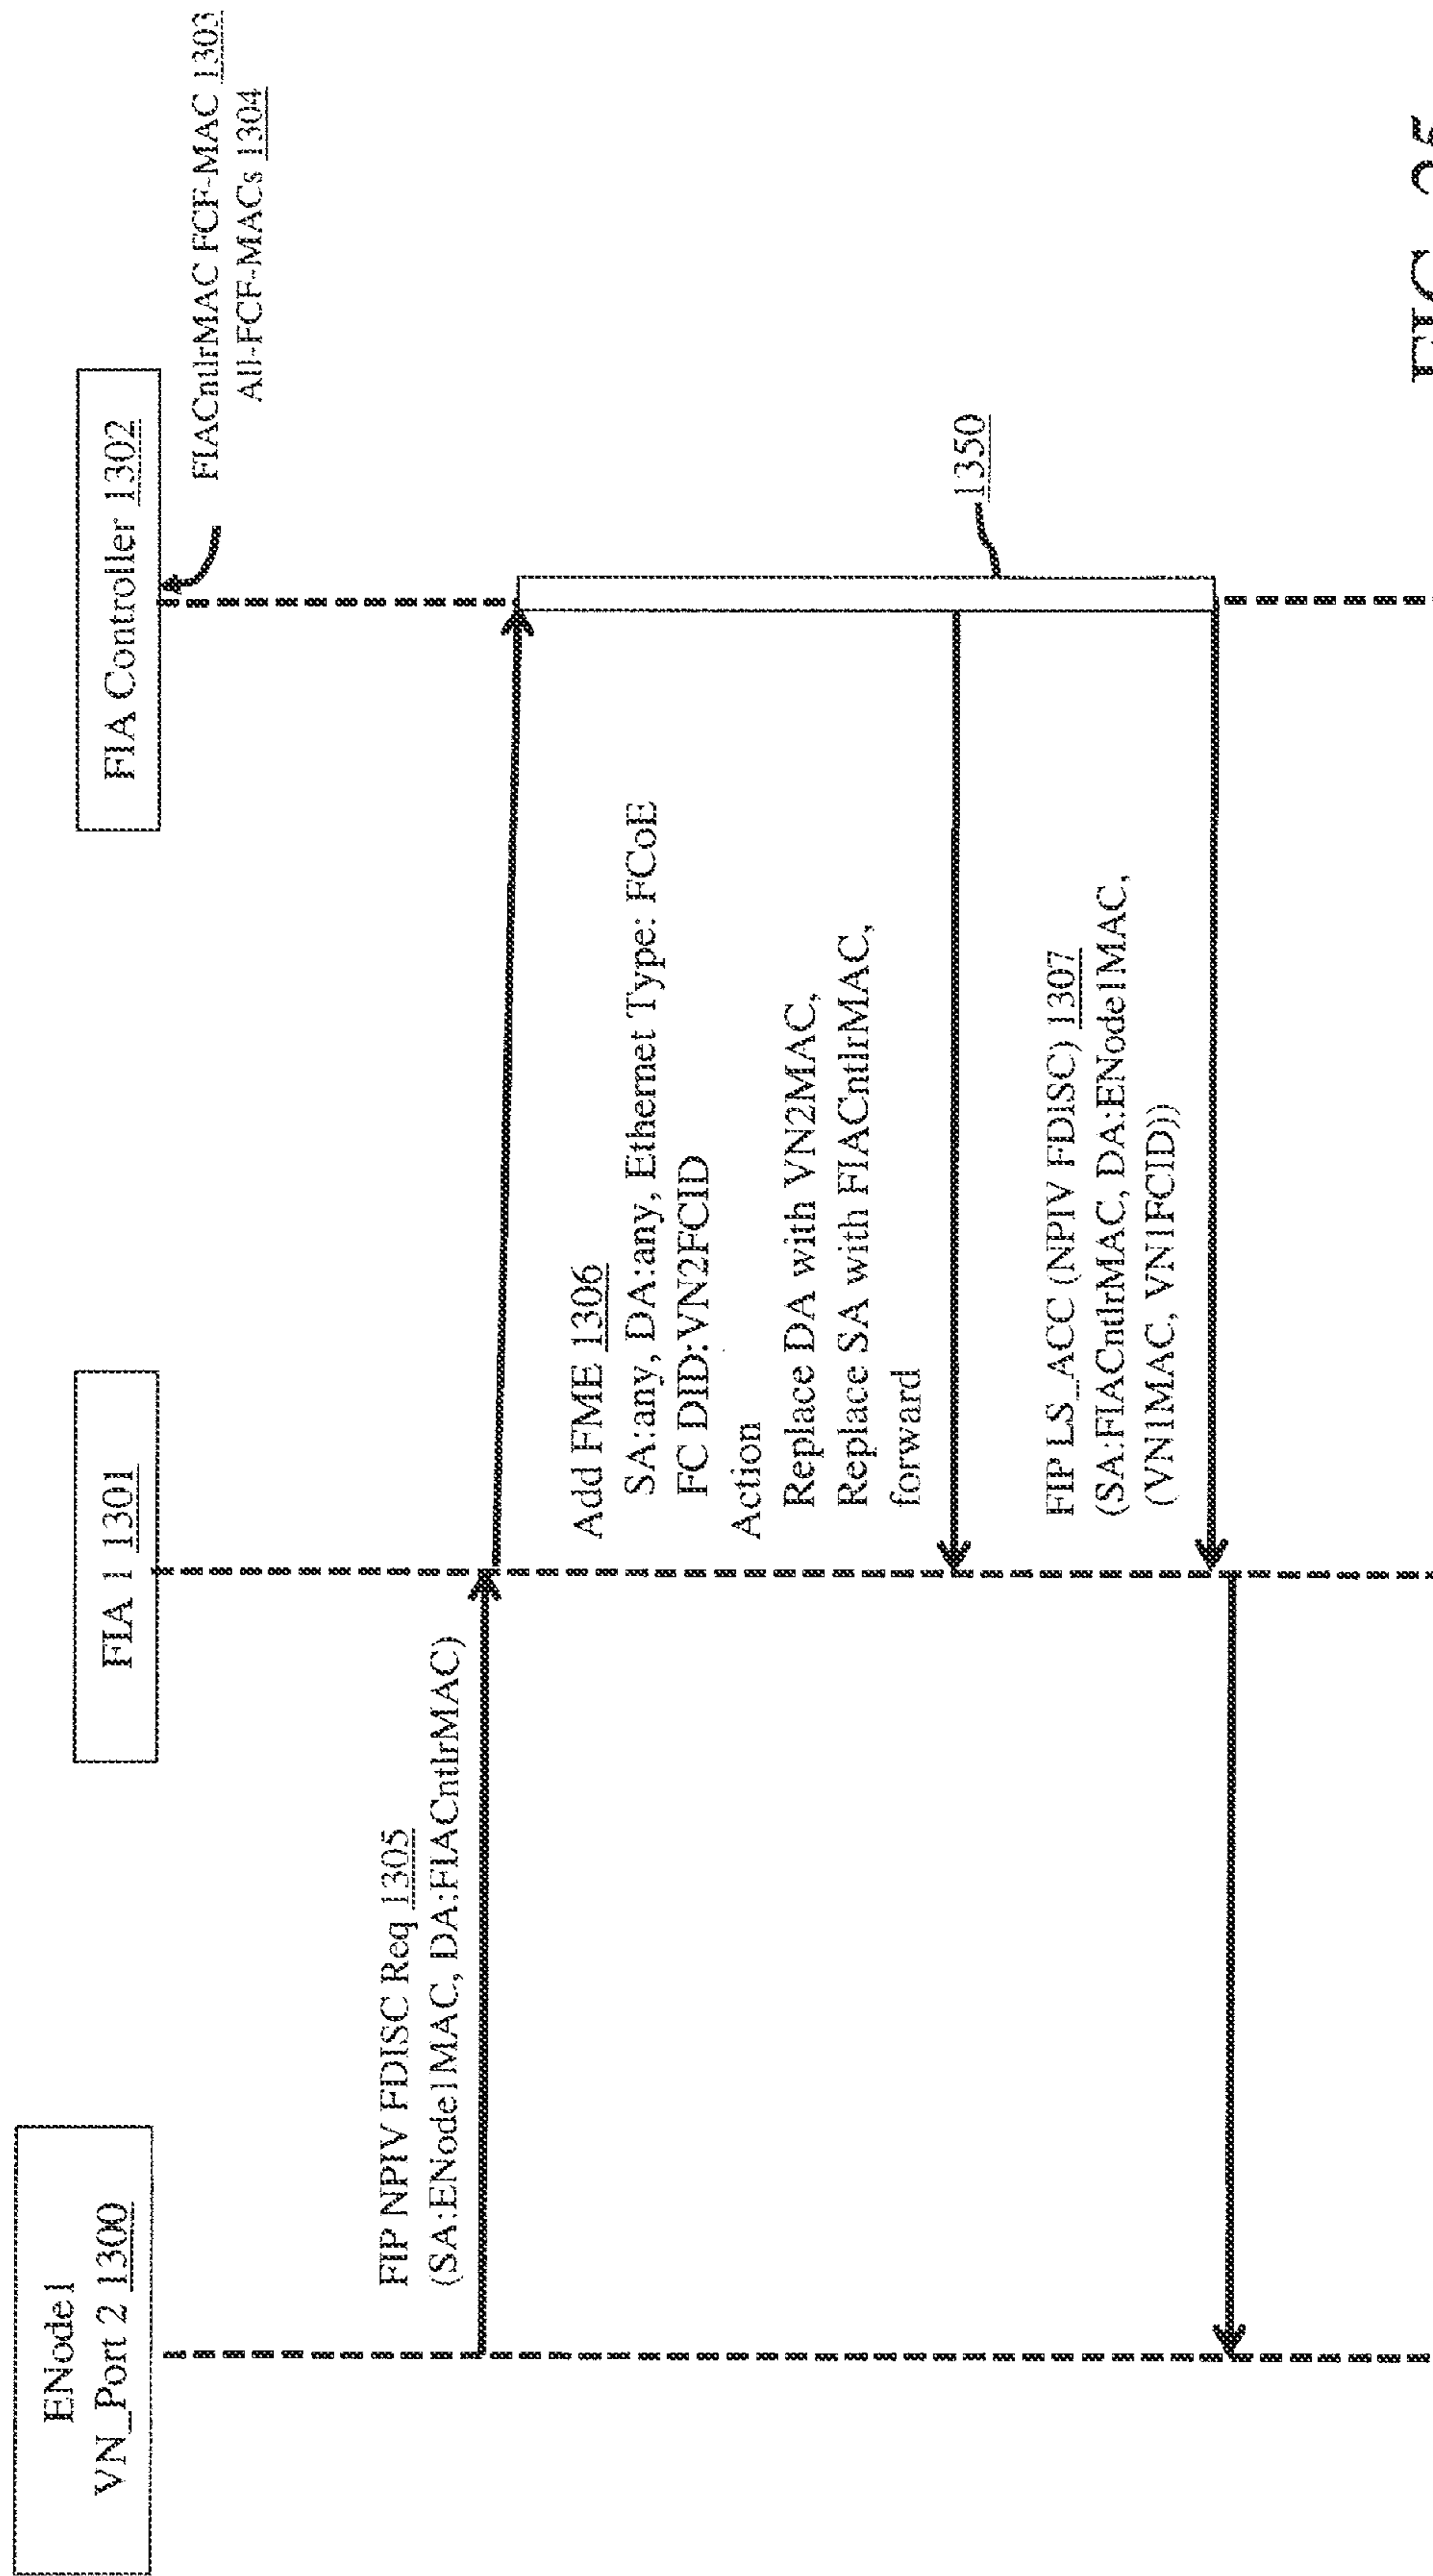 ENode1
VN_Port 2 1300
FIA 1 1301
FIA Controller 1302
FIACntlrMAC FCF-MAC 1303
All-FCF-MACs 1304
FIP NPIV FDISC Req 1305
(SA:ENode1MAC, DA:FIACntlrMAC)
Add FME 1306
SA:any, DA:any, Ethernet Type: FCoE
FC DID:VN2FCID
Action
Replace DA with VN2MAC,
Replace SA with FIACntlrMAC,
forward
1350
FIP LS_ACC (NPIV FDISC) 1307
(SA:FIACntlrMAC, DA:ENode1MAC,
(VN1MAC, VN1FCID))